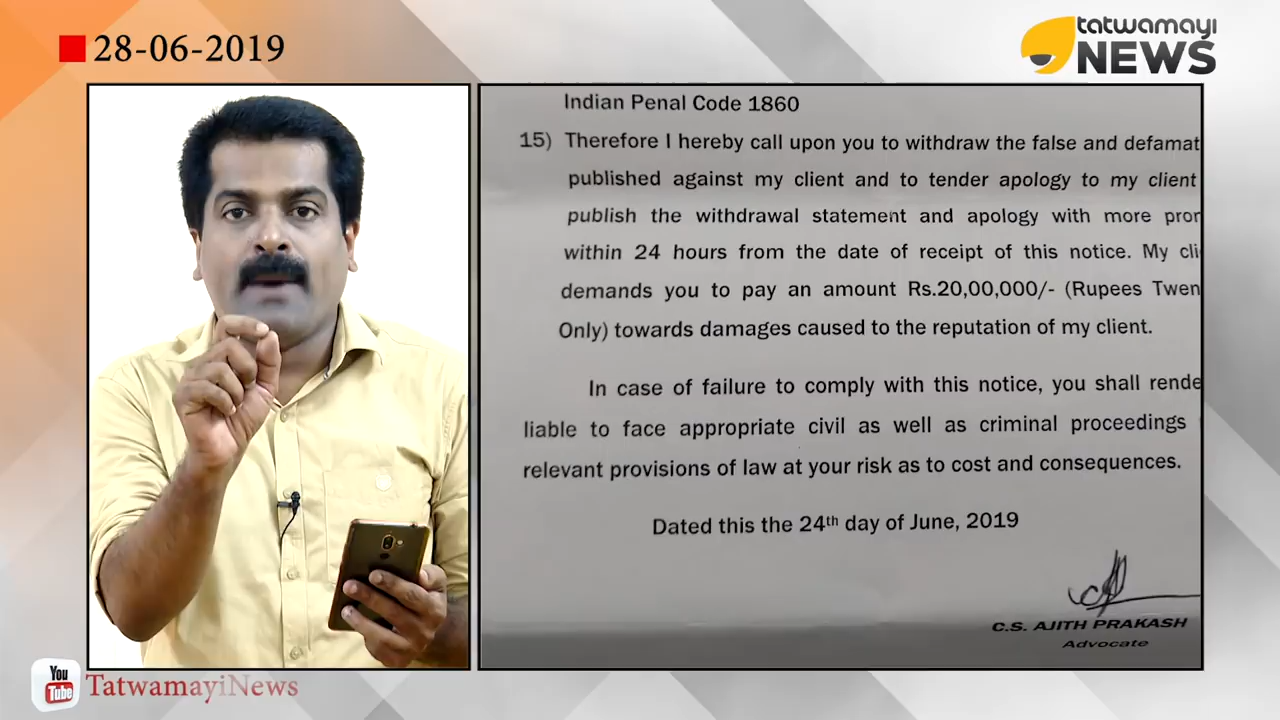 28-06-2019
tatwamayi
NEWS
Indian Penal Code 1860
15) Therefore I hereby call upon you to withdraw the false and defamat
published against my client and to tender apology to my client
publish the withdrawal statement and apology with more pror
within 24 hours from the date of receipt of this notice. My cli
demands you to pay an amount Rs.20,00,000/- (Rupees Twen
Only) towards damages caused to the reputation of my client.
In case of failure to comply with this notice, you shall rende
liable to face appropriate civil as well as criminal proceedings
relevant provisions of law at your risk as to cost and consequences.
Dated this the 24th day of June, 2019
C.S. AJITH PRAKASH
Advocate
You
Tube
TatwamayiNews